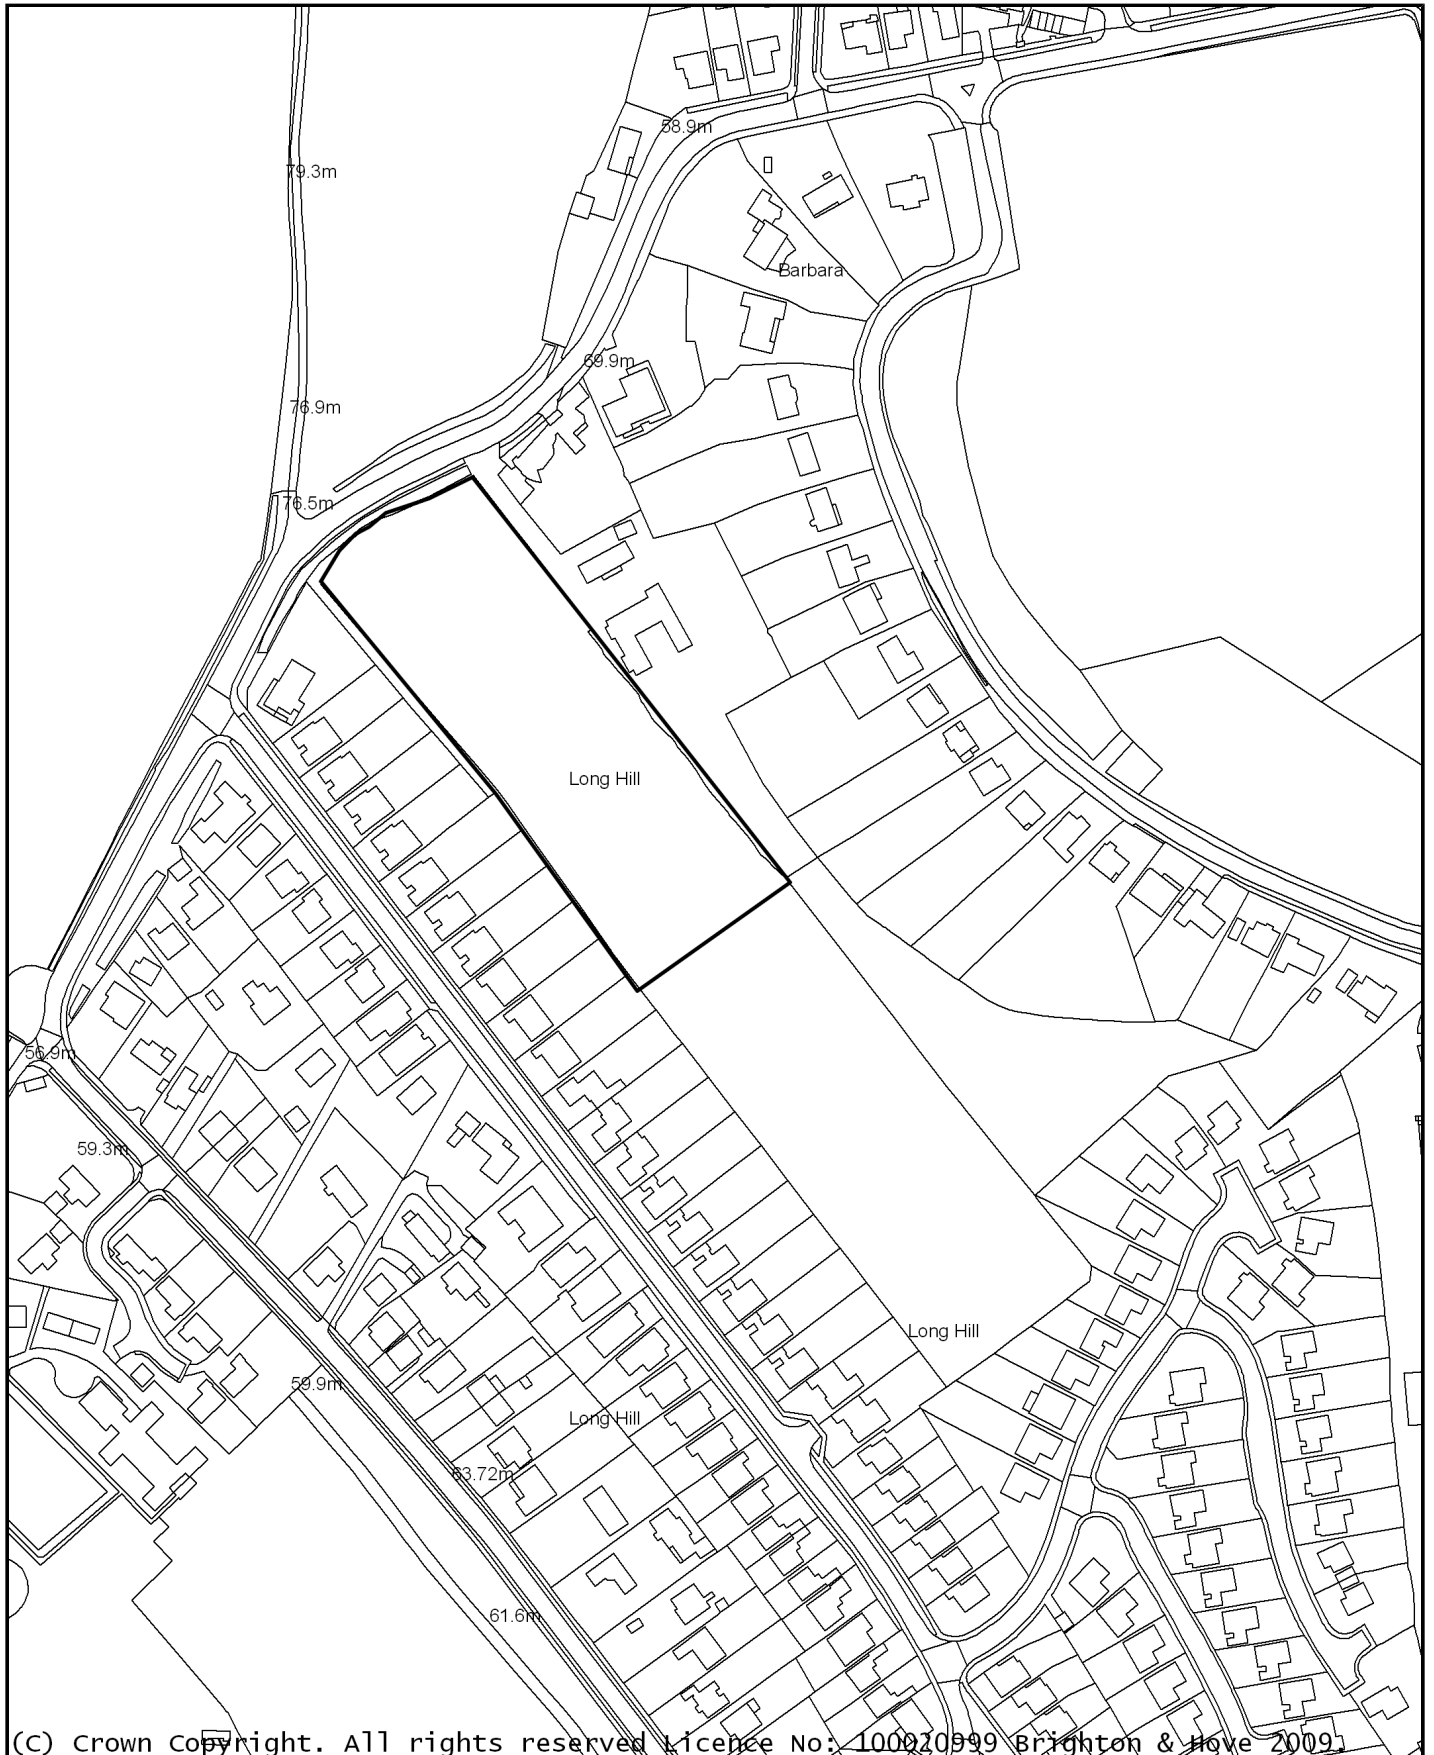 58.9m
79.3m
Barbara
69.9m
76.9m
76.5m
Long Hill
56.9m
59.3m
Long Hill
59.9m
Long Hill
63.72m
61.6m
(C) Crown Copyright. All rights reserved Licence No: 100020999 Brighton & Hove 2009.